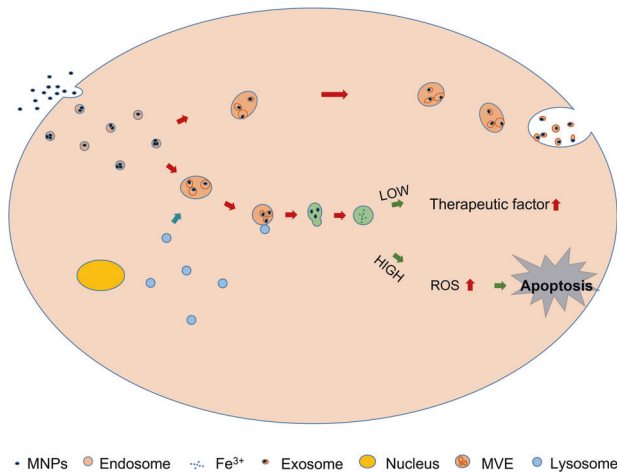 LOW
Therapeutic factor
HIGH
ROS
Apoptosis
MNPs Endosome Fe³⁺ Exosome Nucleus MVE Lysosome